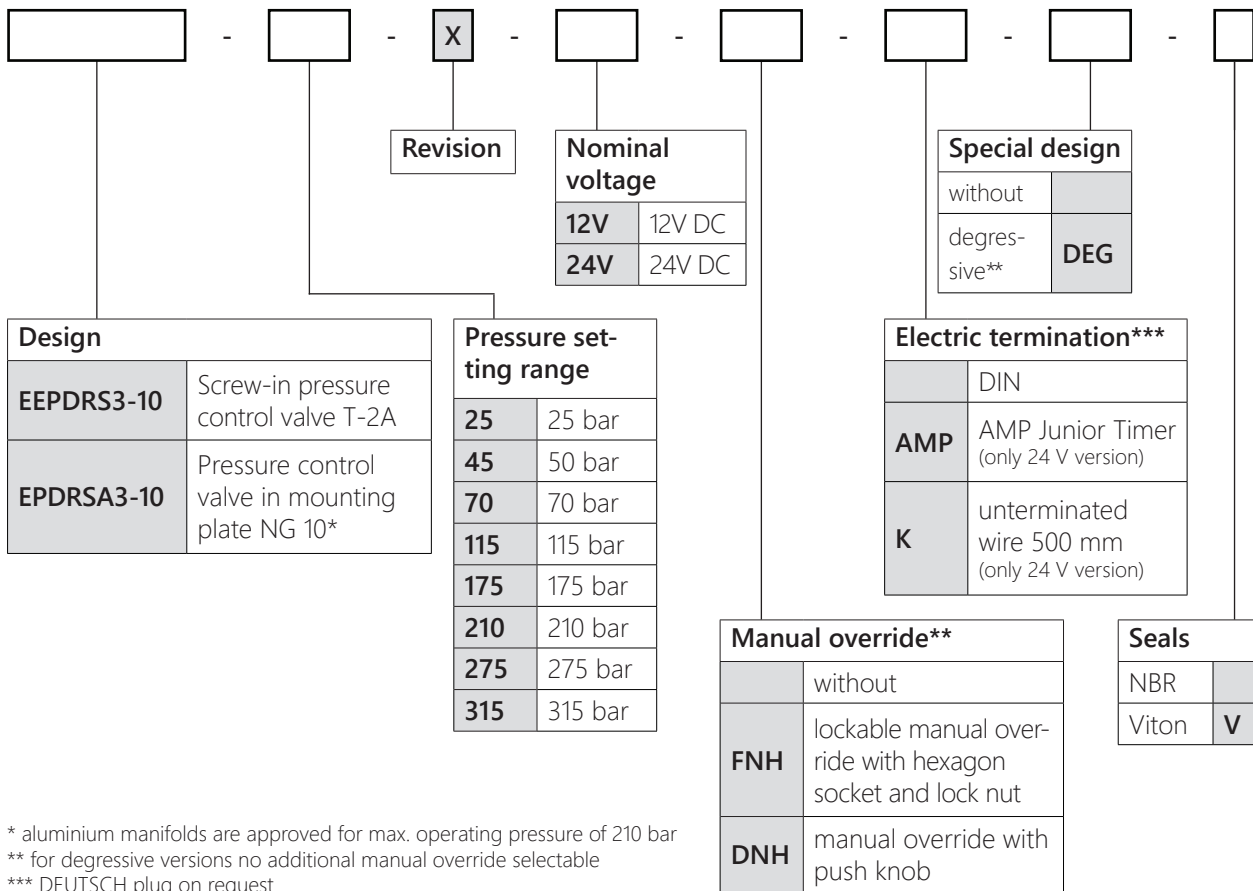 - - X - - - - -
Revision
Nominal
voltage
12V 12V DC
24V 24V DC
Special design
without
degres-
sive**
DEG
Design
EEPDRS3-10
Screw-in pressure
control valve T-2A
EPDRSA3-10
Pressure control
valve in mounting
plate NG 10*
Pressure set-
ting range
25 25 bar
45 50 bar
70 70 bar
115 115 bar
175 175 bar
210 210 bar
275 275 bar
315 315 bar
Electric termination***
DIN
AMP
AMP Junior Timer
(only 24 V version)
K
unterminated
wire 500 mm
(only 24 V version)
Manual override**
without
FNH
lockable manual over-
ride with hexagon
socket and lock nut
DNH
manual override with
push knob
Seals
NBR
Viton V
* aluminium manifolds are approved for max. operating pressure of 210 bar
** for degressive versions no additional manual override selectable
*** DEUTSCH plug on request